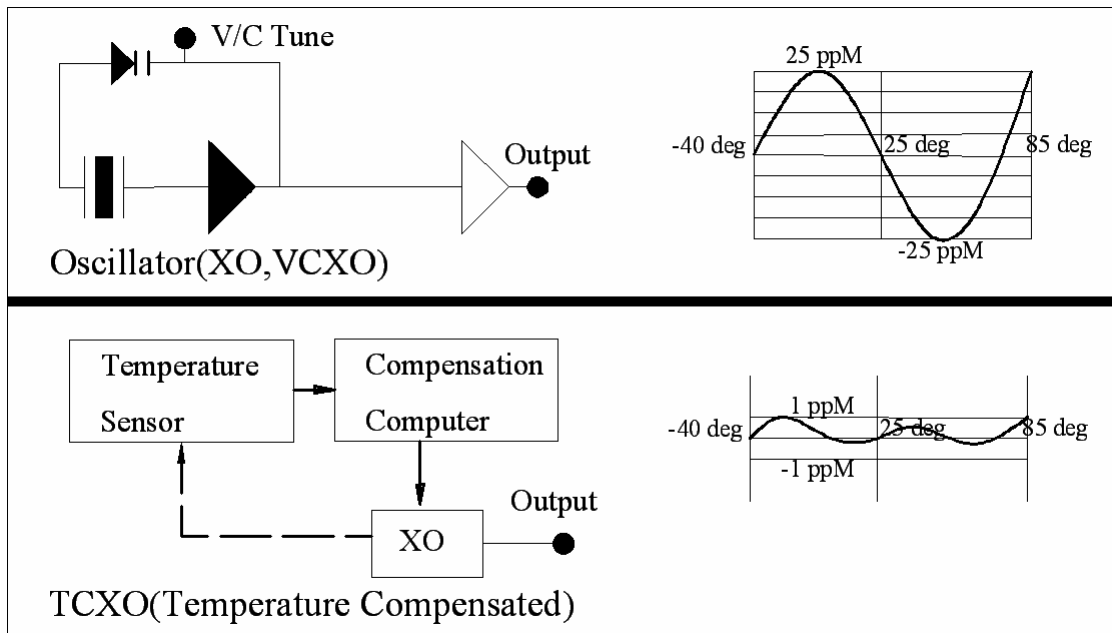 V/C Tune
Output
Oscillator(XO,VCXO)
25 ppM
-40 deg
25 deg
85 deg
-25 ppM
Temperature
Sensor
Compensation
Computer
XO
Output
TCXO(Temperature Compensated)
1 ppM
-40 deg
25 deg
85 deg
-1 ppM